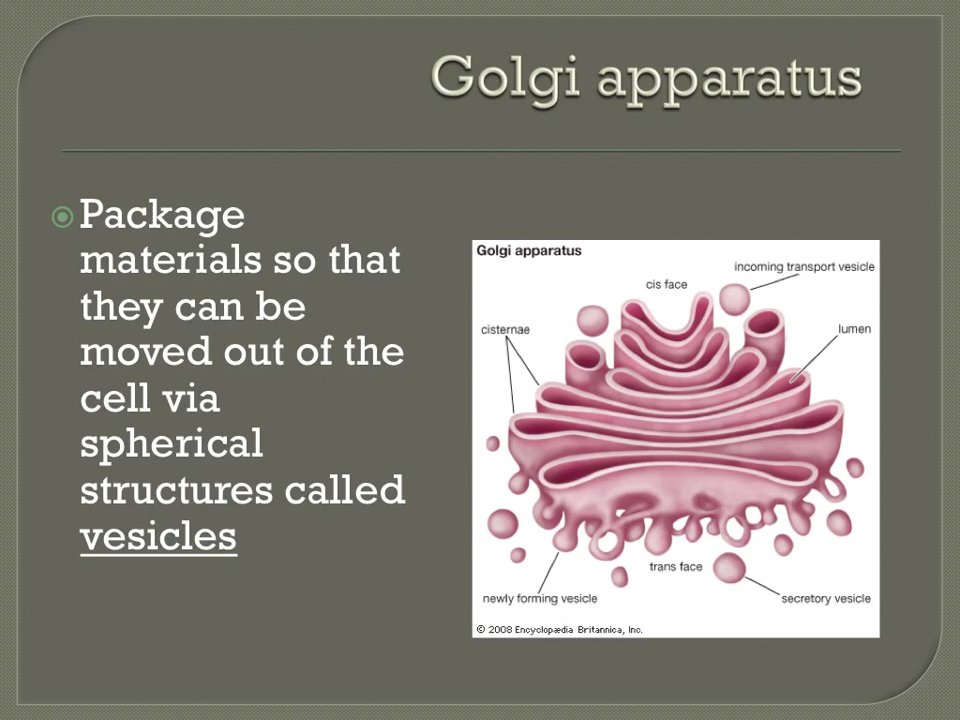 Golgi apparatus
Package
materials so that
they can be
moved out of the
cell via
spherical
structures called
vesicles
Golgi apparatus
incoming transport vesicle
cis face
cisternae
lumen
trans face
newly forming vesicle
secretory vesicle
© 2008 Encyclopædia Britannica, Inc.